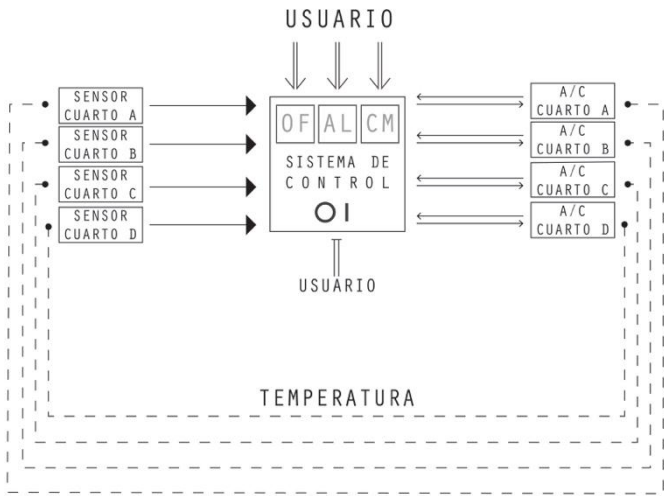 USUARIO
SENSOR
CUARTO A
SENSOR
CUARTO B
SENSOR
CUARTO C
SENSOR
CUARTO D
OF AL CM
SISTEMA DE
CONTROL
OI
A/C
CUARTO A
A/C
CUARTO B
A/C
CUARTO C
A/C
CUARTO D
USUARIO
TEMPERATURA